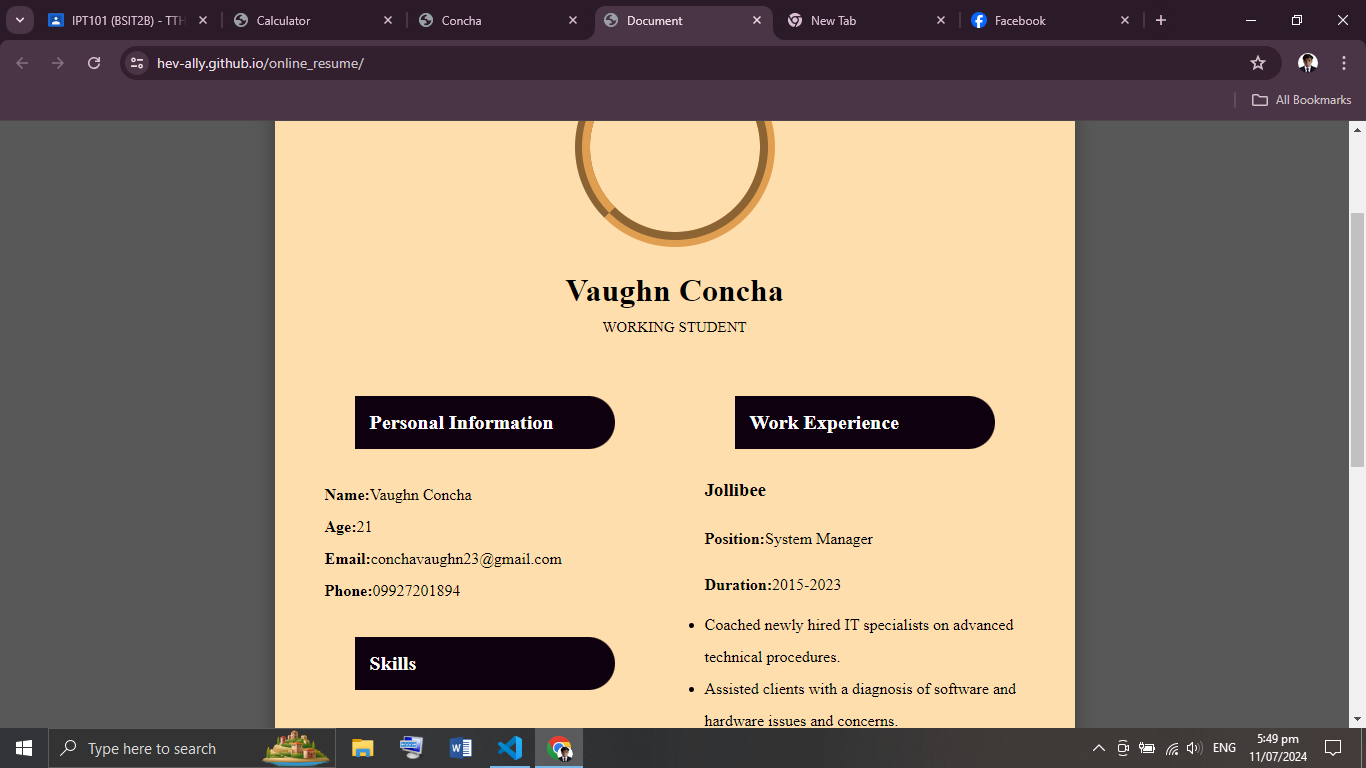 IPT101 (BSIT2B) - TTH
Calculator
Concha
Document
New Tab
Facebook
hev-ally.github.io/online_resume/
All Bookmarks
Vaughn Concha
WORKING STUDENT
Personal Information
Name:Vaughn Concha
Age:21
Email:conchavaughn23@gmail.com
Phone:09927201894
Skills
Work Experience
Jollibee
Position:System Manager
Duration:2015-2023
Coached newly hired IT specialists on advanced
technical procedures.
Assisted clients with a diagnosis of software and
hardware issues and concerns.
Type here to search
ENG
5:49 pm
11/07/2024